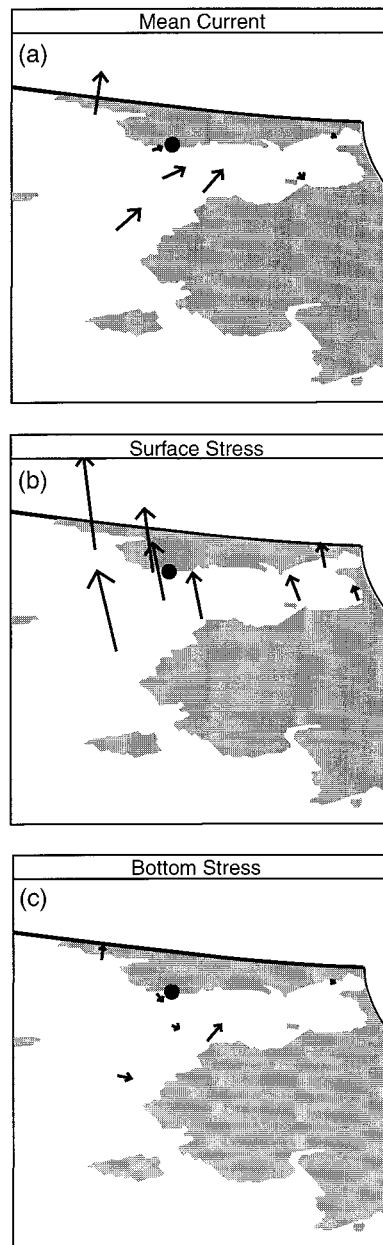 Mean Current
(a)
Surface Stress
(b)
Bottom Stress
(c)